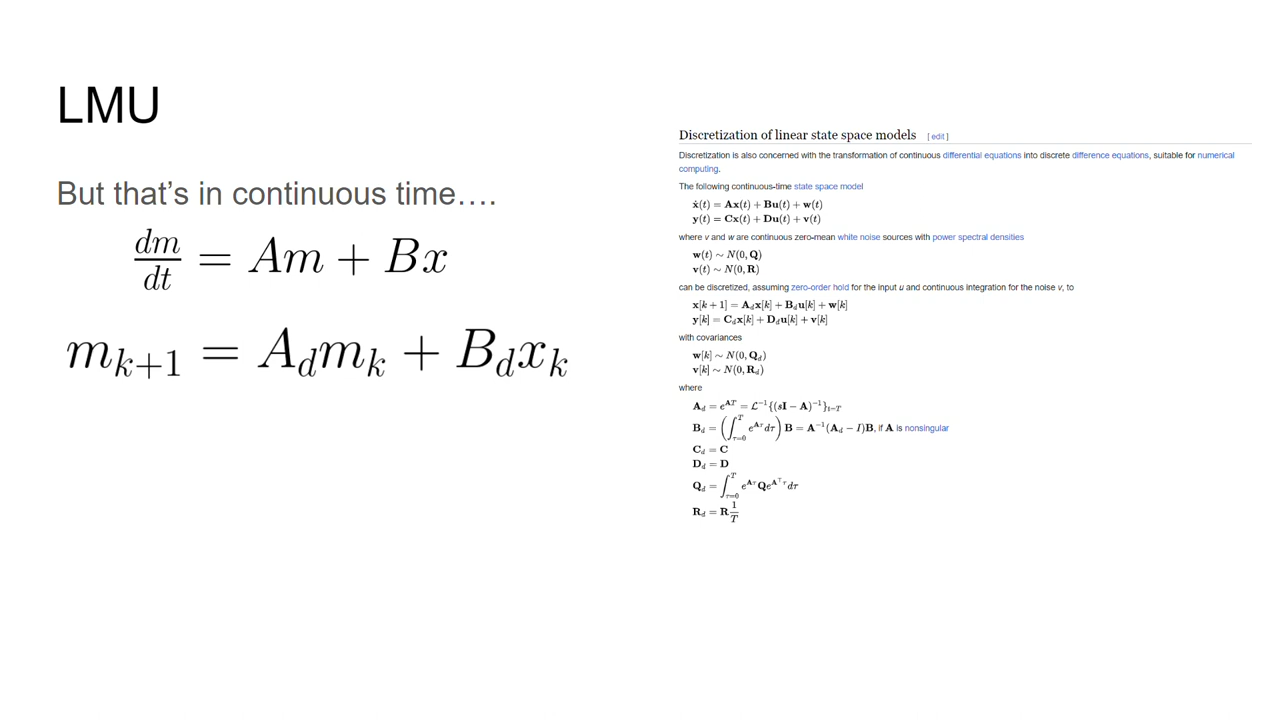 LMU
But that's in continuous time….
dm/dt = Am + Bx
m_{k+1} = A_d m_k + B_d x_k
Discretization of linear state space models [ edit ]
Discretization is also concerned with the transformation of continuous differential equations into discrete difference equations, suitable for numerical
computing.
The following continuous-time state space model
ẋ(t) = Ax(t) + Bu(t) + w(t)
y(t) = Cx(t) + Du(t) + v(t)
where v and w are continuous zero-mean white noise sources with power spectral densities
w(t) ∼ N(0, Q)
v(t) ∼ N(0, R)
can be discretized, assuming zero-order hold for the input u and continuous integration for the noise v, to
x[k + 1] = A_d x[k] + B_d u[k] + w[k]
y[k] = C_d x[k] + D_d u[k] + v[k]
with covariances
w[k] ∼ N(0, Q_d)
v[k] ∼ N(0, R_d)
where
A_d = e^{AT} = ℒ^{-1}{(sI − A)^{-1}}_{t=T}
B_d = (∫_{τ=0}^{T} e^{Aτ} dτ) B = A^{-1}(A_d − I)B, if A is nonsingular
C_d = C
D_d = D
Q_d = ∫_{τ=0}^{T} e^{Aτ} Q e^{A^⊤ τ} dτ
R_d = R 1/T